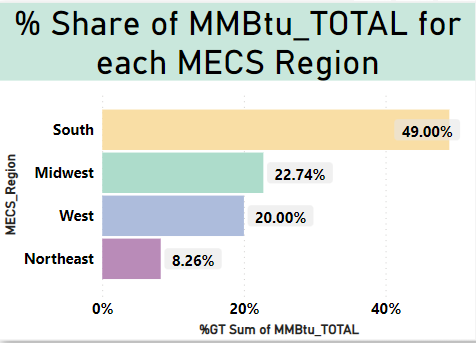 % Share of MMBtu_TOTAL for
each MECS Region
MECS_Region
South
49.00%
Midwest
22.74%
West
20.00%
Northeast
8.26%
0%
20%
40%
%GT Sum of MMBtu_TOTAL